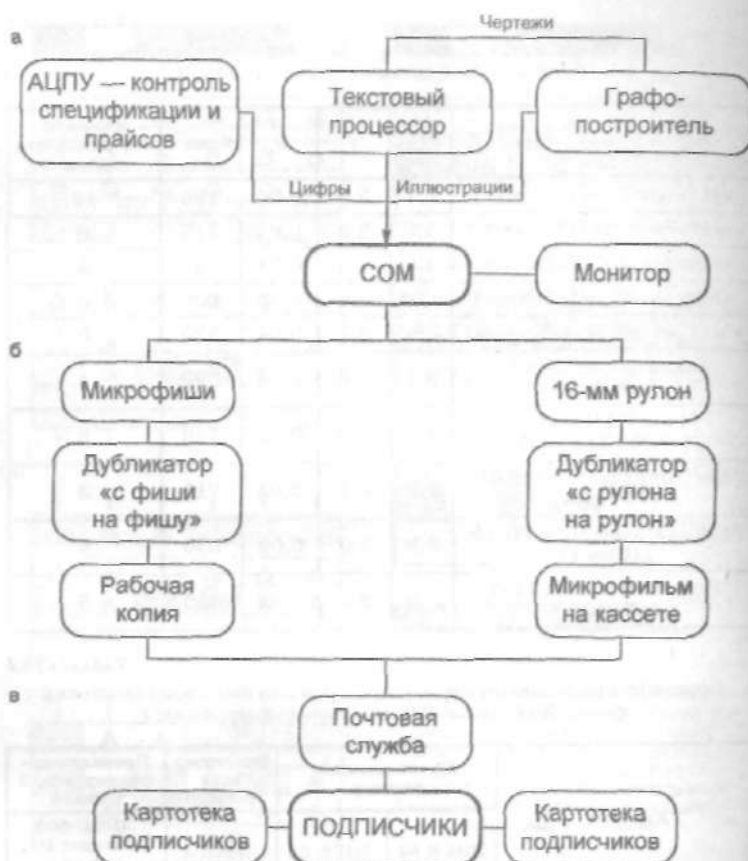 Чертежи
а
АЦПУ — контроль
спецификации и
прайсов
Текстовый
процессор
Графо-
построитель
Цифры
Иллюстрации
COM
Монитор
б
Микрофиши
16-мм рулон
Дубликатор
«с фиши
на фишу»
Дубликатор
«с рулона
на рулон»
Рабочая
копия
Микрофильм
на кассете
в
Почтовая
служба
Картотека
подписчиков
ПОДПИСЧИКИ
Картотека
подписчиков